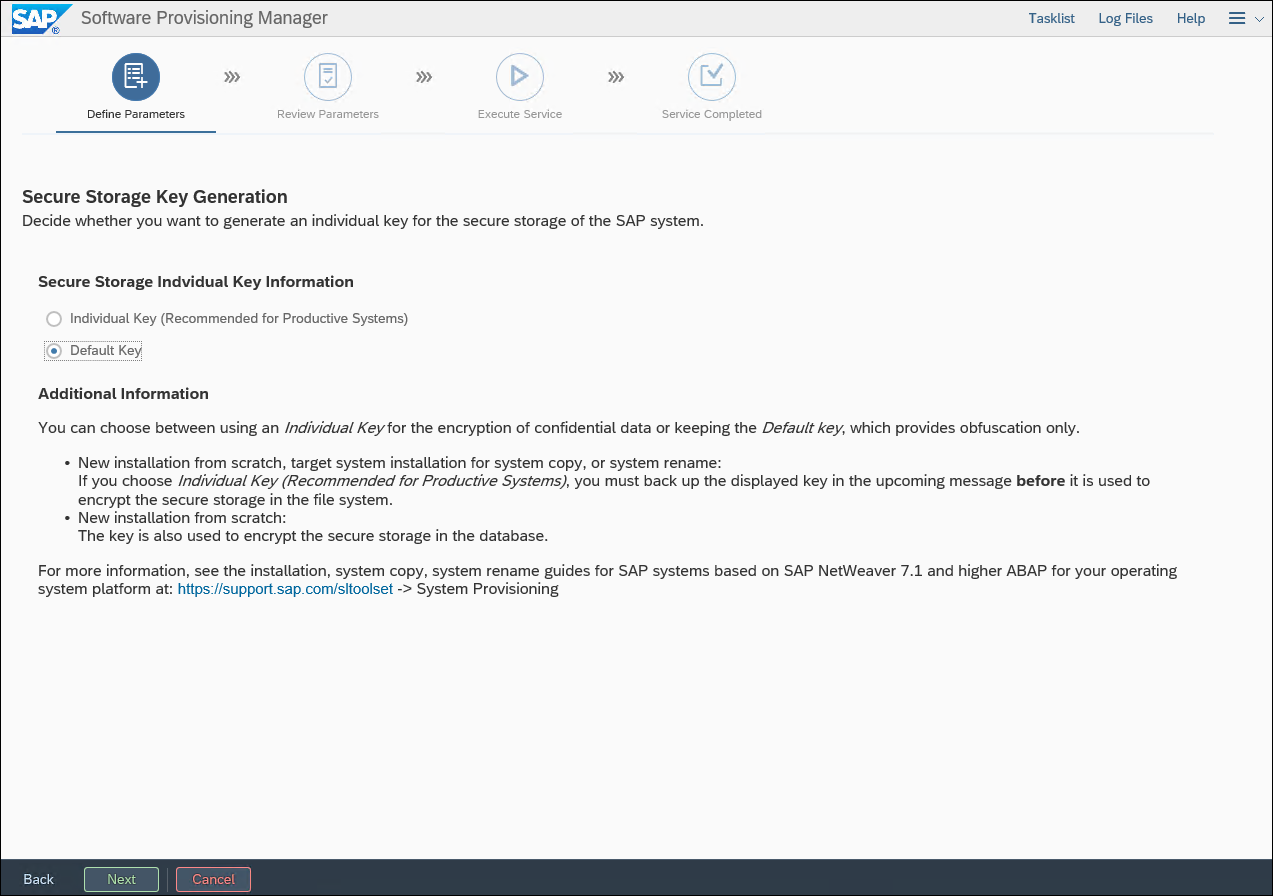 SAP® Software Provisioning Manager Tasklist Log Files Help
Define Parameters Review Parameters Execute Service Service Completed
Secure Storage Key Generation
Decide whether you want to generate an individual key for the secure storage of the SAP system.
Secure Storage Indvidual Key Information
Individual Key (Recommended for Productive Systems)
Default Key
Additional Information
You can choose between using an Individual Key for the encryption of confidential data or keeping the Default key, which provides obfuscation only.
• New installation from scratch, target system installation for system copy, or system rename:
If you choose Individual Key (Recommended for Productive Systems), you must back up the displayed key in the upcoming message before it is used to
encrypt the secure storage in the file system.
• New installation from scratch:
The key is also used to encrypt the secure storage in the database.
For more information, see the installation, system copy, system rename guides for SAP systems based on SAP NetWeaver 7.1 and higher ABAP for your operating
system platform at: https://support.sap.com/sltoolset -> System Provisioning
Back Next Cancel